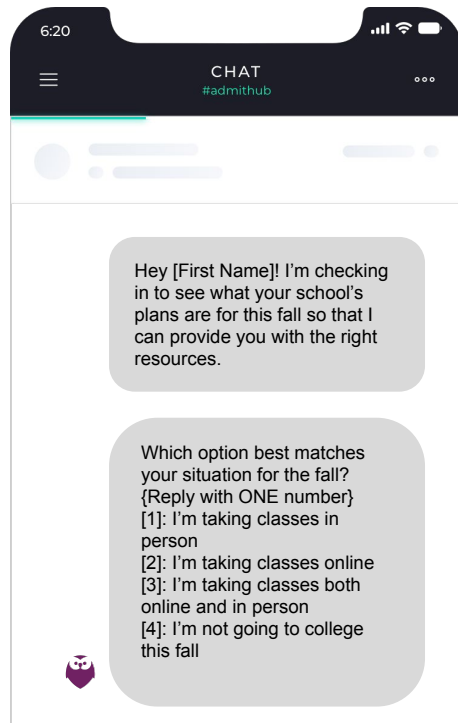 6:20
CHAT
#admithub
Hey [First Name]! I’m checking
in to see what your school’s
plans are for this fall so that I
can provide you with the right
resources.
Which option best matches
your situation for the fall?
{Reply with ONE number}
[1]: I’m taking classes in
person
[2]: I’m taking classes online
[3]: I’m taking classes both
online and in person
[4]: I’m not going to college
this fall